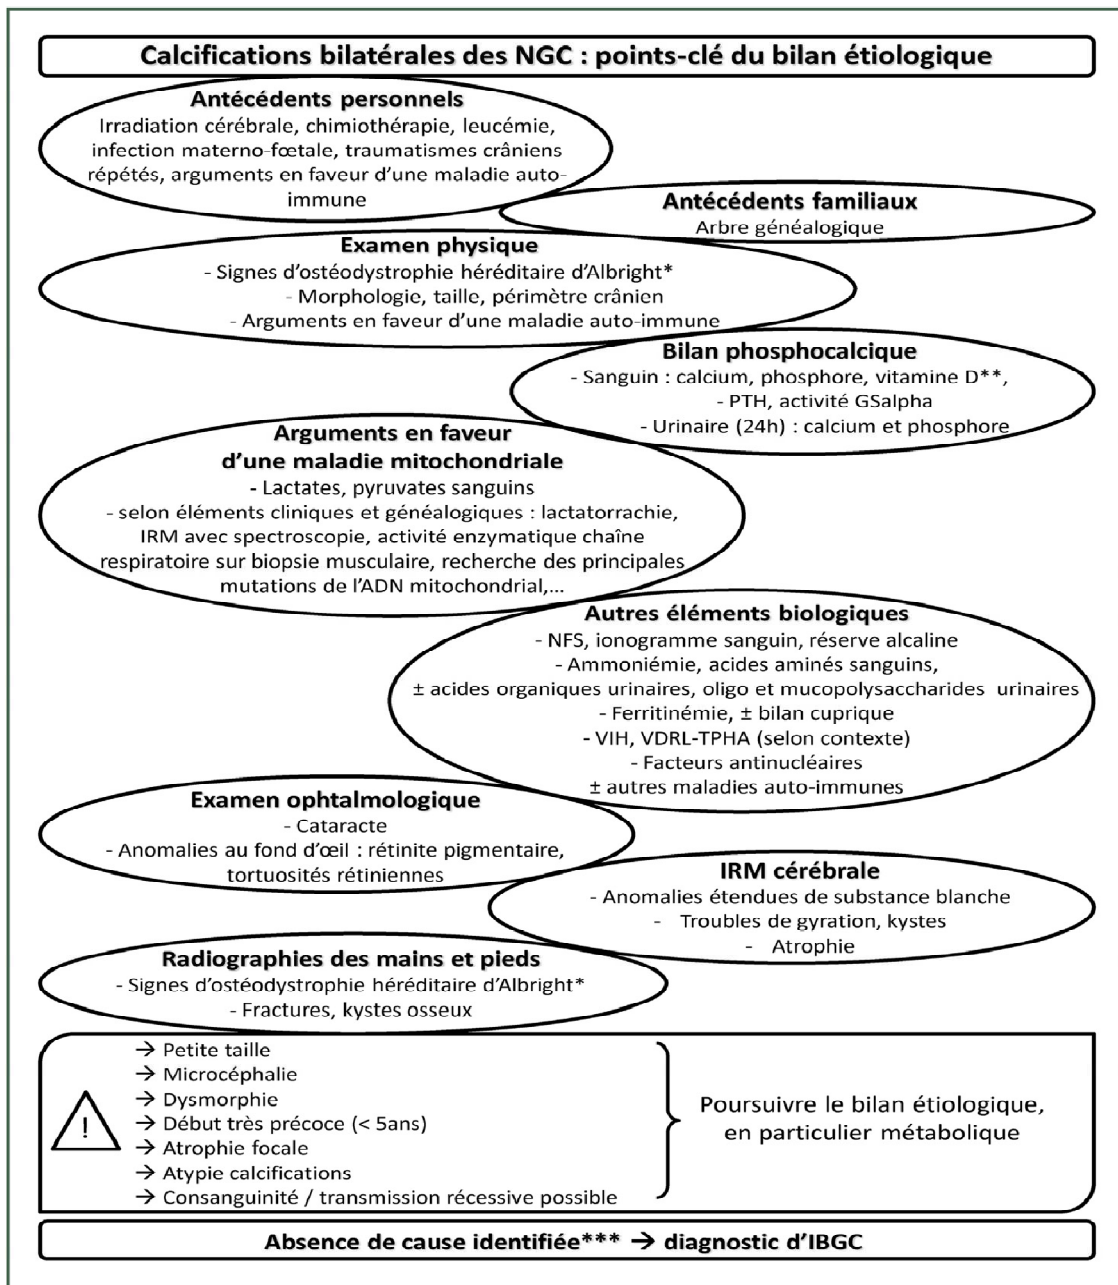 Calcifications bilatérales des NGC : points-clé du bilan étiologique
Antécédents personnels
Irradiation cérébrale, chimiothérapie, leucémie,
infection materno-fœtale, traumatismes crâniens
répétés, arguments en faveur d'une maladie auto-
immune
Antécédents familiaux
Arbre généalogique
Examen physique
- Signes d'ostéodystrophie héréditaire d'Albright*
- Morphologie, taille, périmètre crânien
- Arguments en faveur d'une maladie auto-immune
Bilan phosphocalcique
- Sanguin : calcium, phosphore, vitamine D**,
- PTH, activité GSalpha
- Urinaire (24h) : calcium et phosphore
Arguments en faveur
d'une maladie mitochondriale
- Lactates, pyruvates sanguins
- selon éléments cliniques et généalogiques : lactatorrachie,
IRM avec spectroscopie, activité enzymatique chaîne
respiratoire sur biopsie musculaire, recherche des principales
mutations de l'ADN mitochondrial,...
Autres éléments biologiques
- NFS, ionogramme sanguin, réserve alcaline
- Ammoniémie, acides aminés sanguins,
± acides organiques urinaires, oligo et mucopolysaccharides urinaires
- Ferritinémie, ± bilan cuprique
- VIH, VDRL-TPHA (selon contexte)
- Facteurs antinucléaires
± autres maladies auto-immunes
Examen ophtalmologique
- Cataracte
- Anomalies au fond d'œil : rétinite pigmentaire,
tortuosités rétiniennes
IRM cérébrale
- Anomalies étendues de substance blanche
- Troubles de gyration, kystes
- Atrophie
Radiographies des mains et pieds
- Signes d'ostéodystrophie héréditaire d'Albright*
- Fractures, kystes osseux
→ Petite taille
→ Microcéphalie
→ Dysmorphie
→ Début très précoce (< 5ans)
→ Atrophie focale
→ Atypie calcifications
→ Consanguinité / transmission récessive possible
!
Poursuivre le bilan étiologique,
en particulier métabolique
Absence de cause identifiée*** → diagnostic d'IBGC